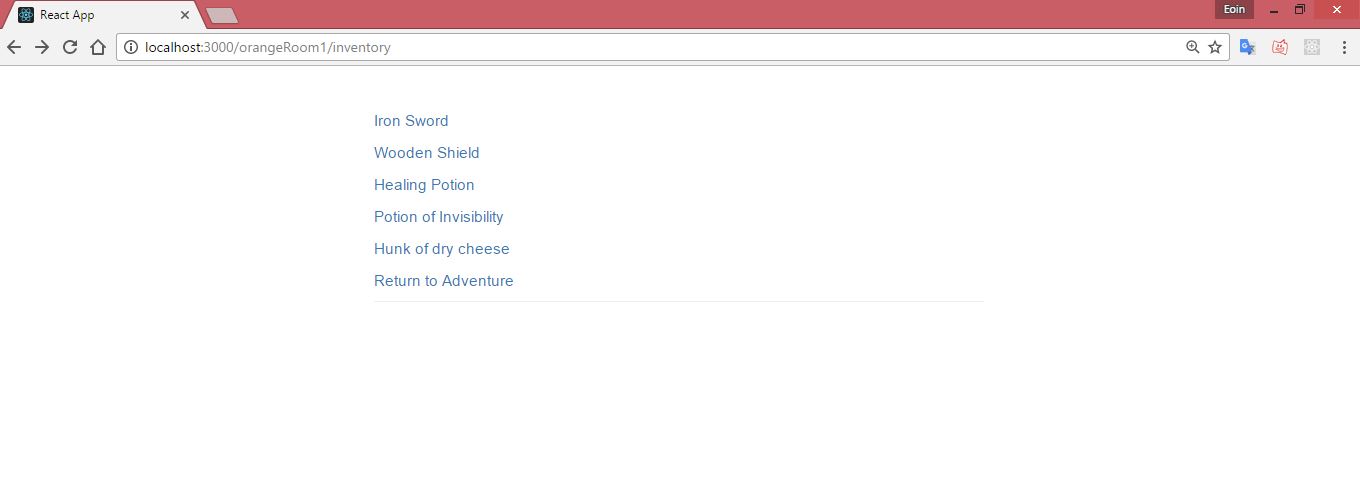 React App
Eoin
localhost:3000/orangeRoom1/inventory
Iron Sword
Wooden Shield
Healing Potion
Potion of Invisibility
Hunk of dry cheese
Return to Adventure